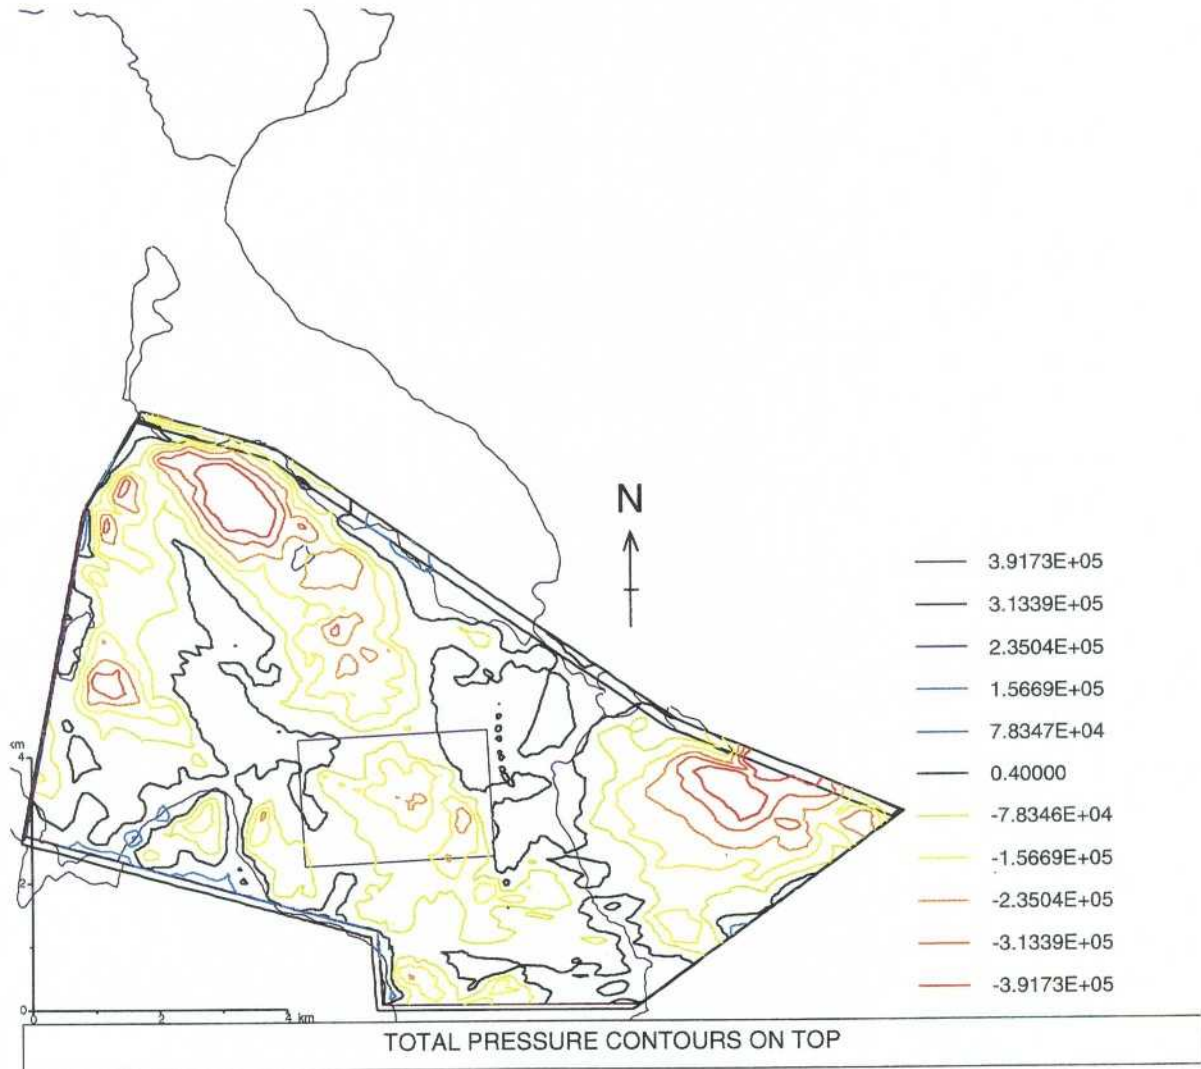 N
3.9173E+05
3.1339E+05
2.3504E+05
1.5669E+05
7.8347E+04
0.40000
-7.8346E+04
-1.5669E+05
-2.3504E+05
-3.1339E+05
-3.9173E+05
km
4
2
0
0 2 4 km
TOTAL PRESSURE CONTOURS ON TOP